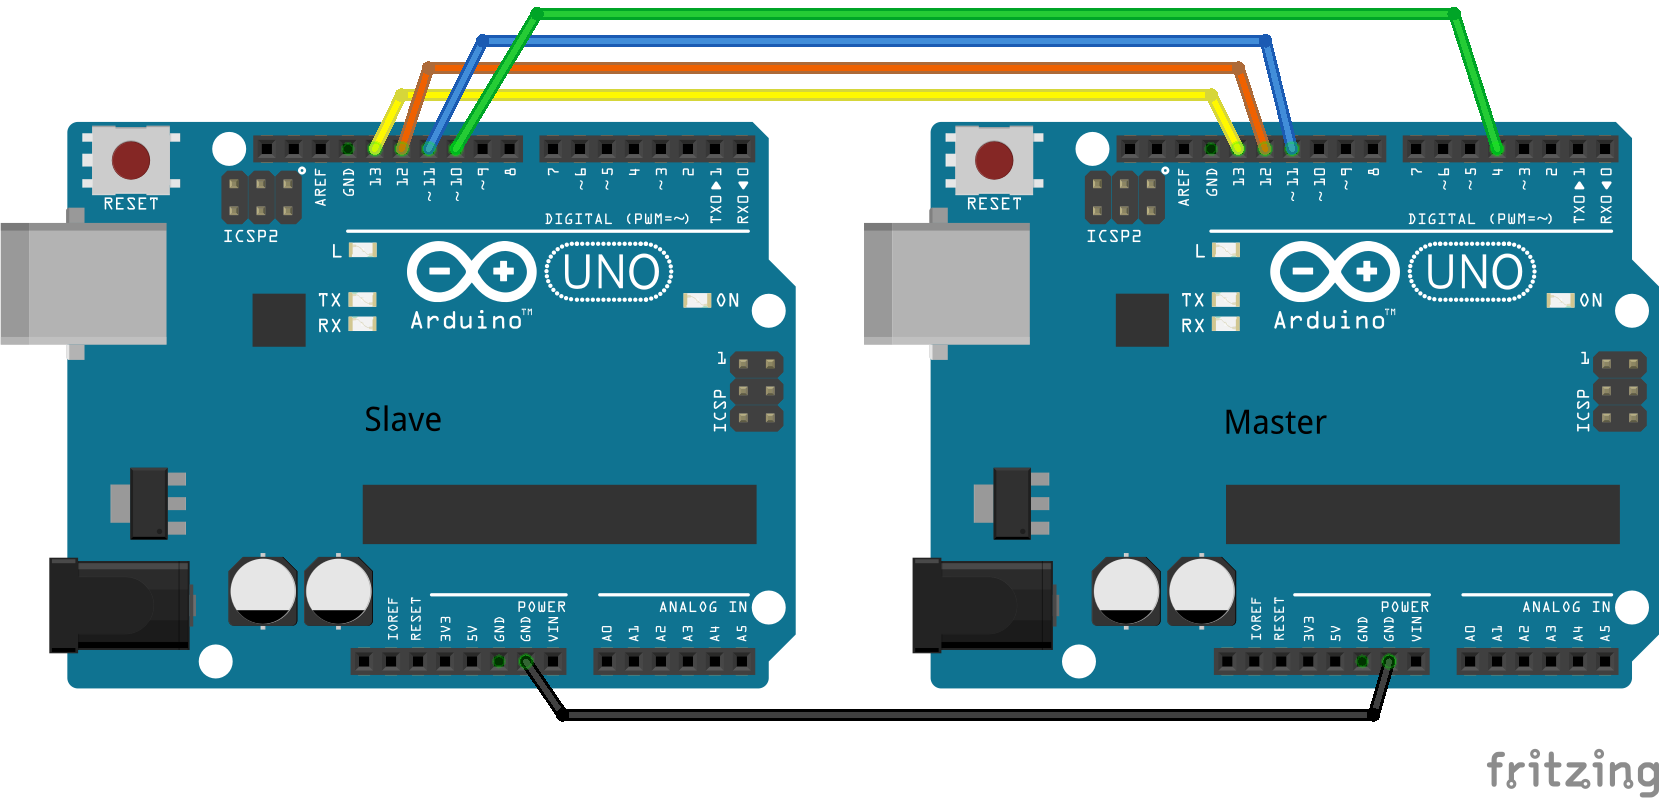 RESET
ICSP2
AREF
GND
13
12
~11
~10
~9
8
7
~6
~5
4
~3
2
TX0▶1
RX0◀0
DIGITAL (PWM=~)
L
TX
RX
Arduino™
UNO
ON
1
ICSP
Slave
IOREF
RESET
3V3
5V
GND
GND
VIN
POWER
A0
A1
A2
A3
A4
A5
ANALOG IN
RESET
ICSP2
AREF
GND
13
12
~11
~10
~9
8
7
~6
~5
4
~3
2
TX0▶1
RX0◀0
DIGITAL (PWM=~)
L
TX
RX
Arduino™
UNO
ON
1
ICSP
Master
IOREF
RESET
3V3
5V
GND
GND
VIN
POWER
A0
A1
A2
A3
A4
A5
ANALOG IN
fritzing